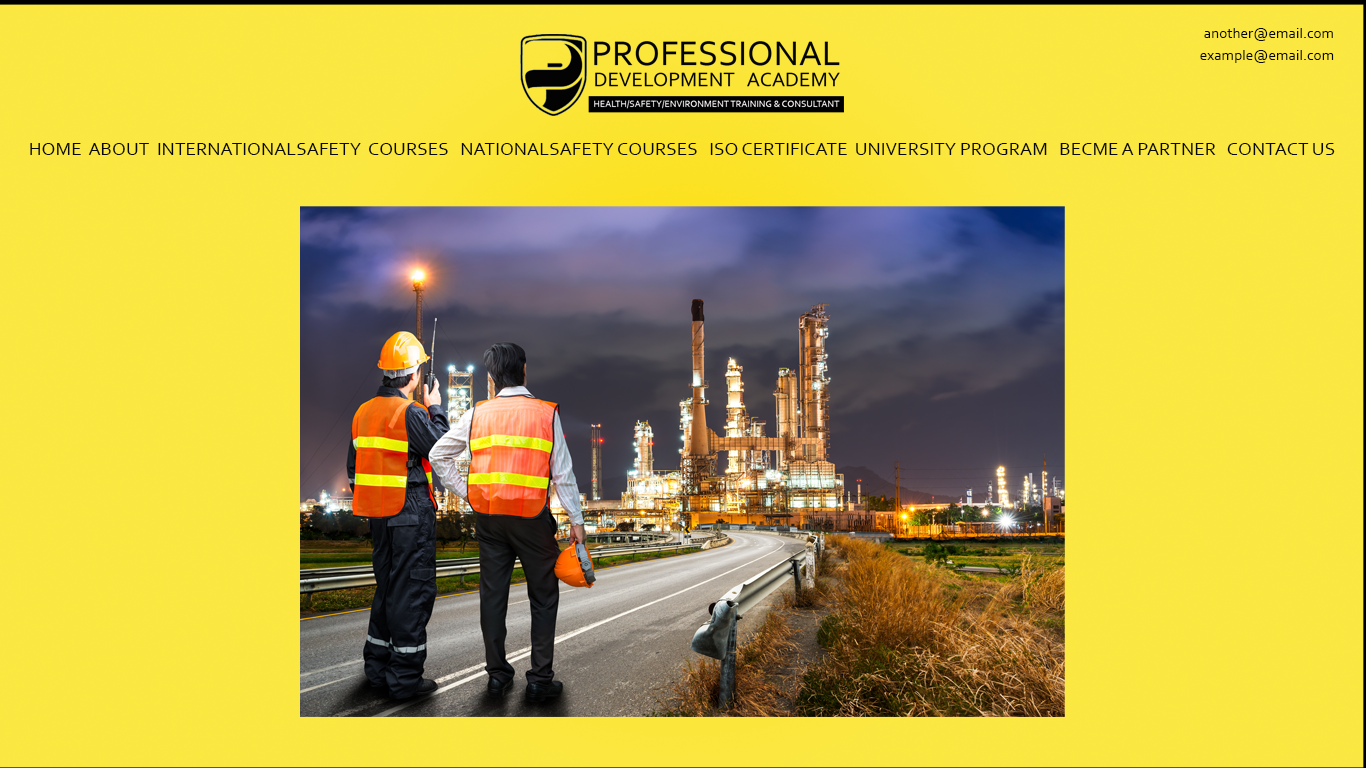 another@email.com
example@email.com
PROFESSIONAL
DEVELOPMENT ACADEMY
HEALTH/SAFETY/ENVIRONMENT TRAINING & CONSULTANT
HOME ABOUT INTERNATIONALSAFETY COURSES NATIONALSAFETY COURSES ISO CERTIFICATE UNIVERSITY PROGRAM BECME A PARTNER CONTACT US